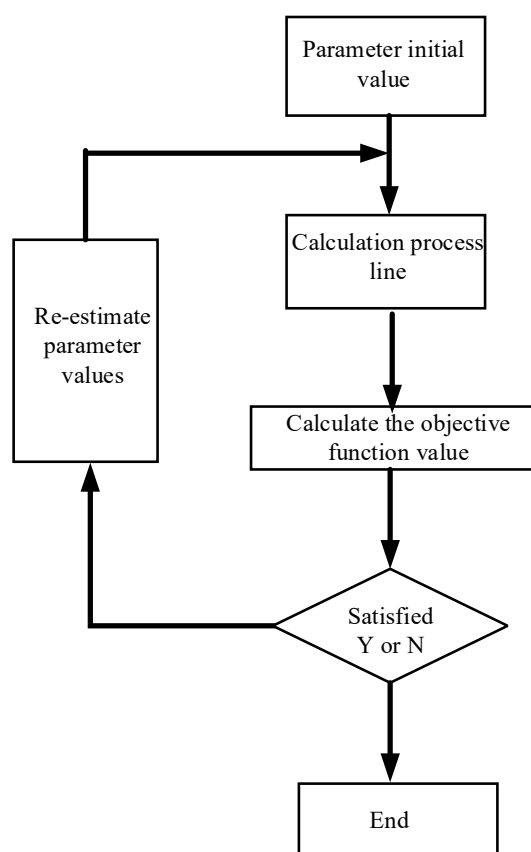 Parameter initial
value
Calculation process
line
Re-estimate
parameter
values
Calculate the objective
function value
Satisfied
Y or N
End